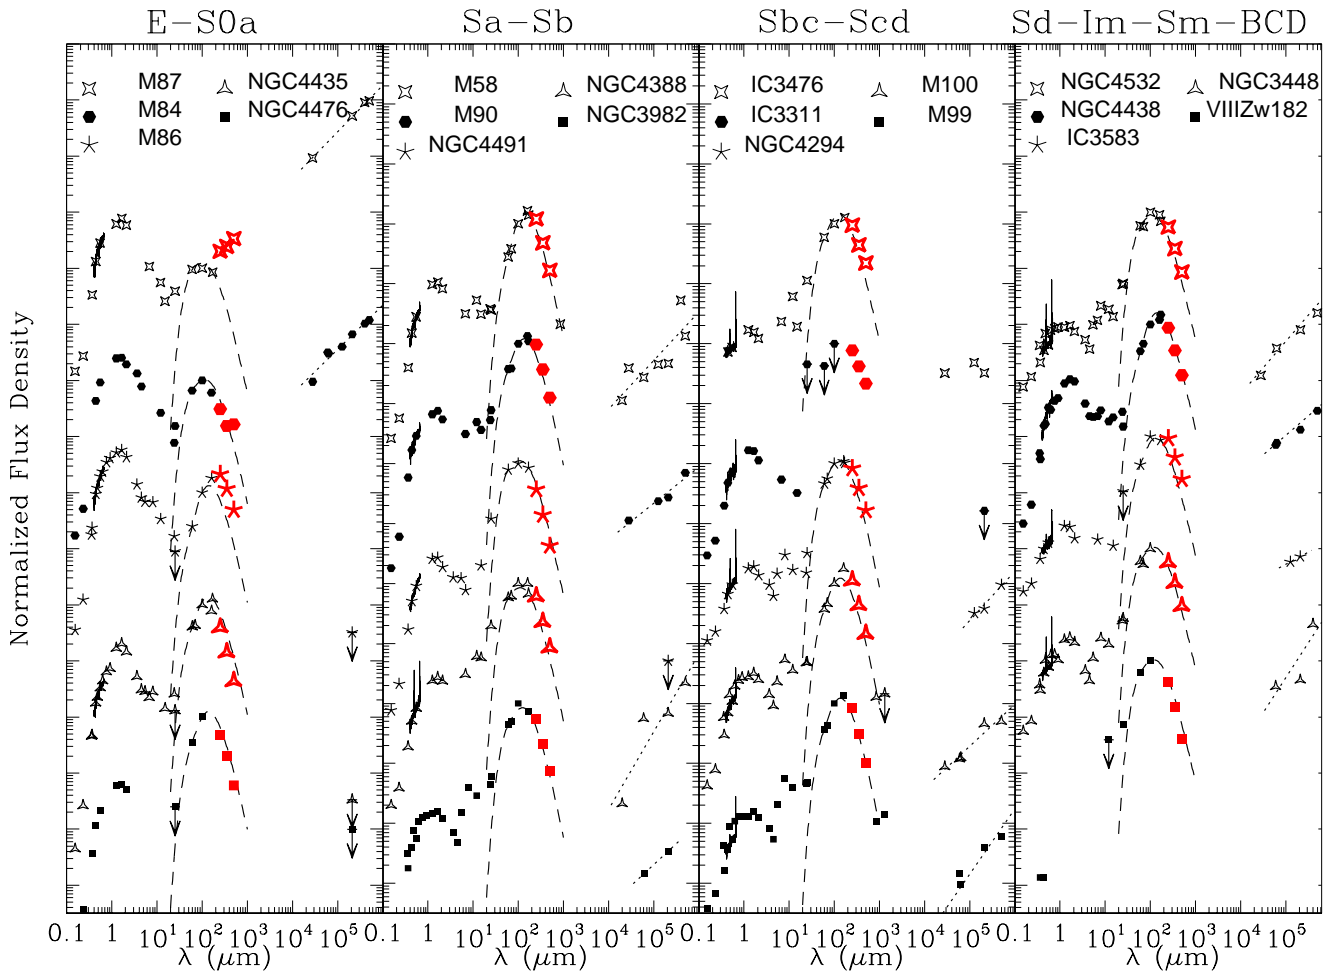 E-S0a
Sa-Sb
Sbc-Scd
Sd-Im-Sm-BCD
M87
NGC4435
M84
NGC4476
M86
M58
NGC4388
M90
NGC3982
NGC4491
IC3476
M100
IC3311
M99
NGC4294
NGC4532
NGC3448
NGC4438
VIIIZw182
IC3583
Normalized Flux Density
0.1 1 10¹ 10² 10³ 10⁴ 10⁵
0.1 1 10¹ 10² 10³ 10⁴ 10⁵
0.1 1 10¹ 10² 10³ 10⁴ 10⁵
0.1 1 10¹ 10² 10³ 10⁴ 10⁵
λ (μm)
λ (μm)
λ (μm)
λ (μm)